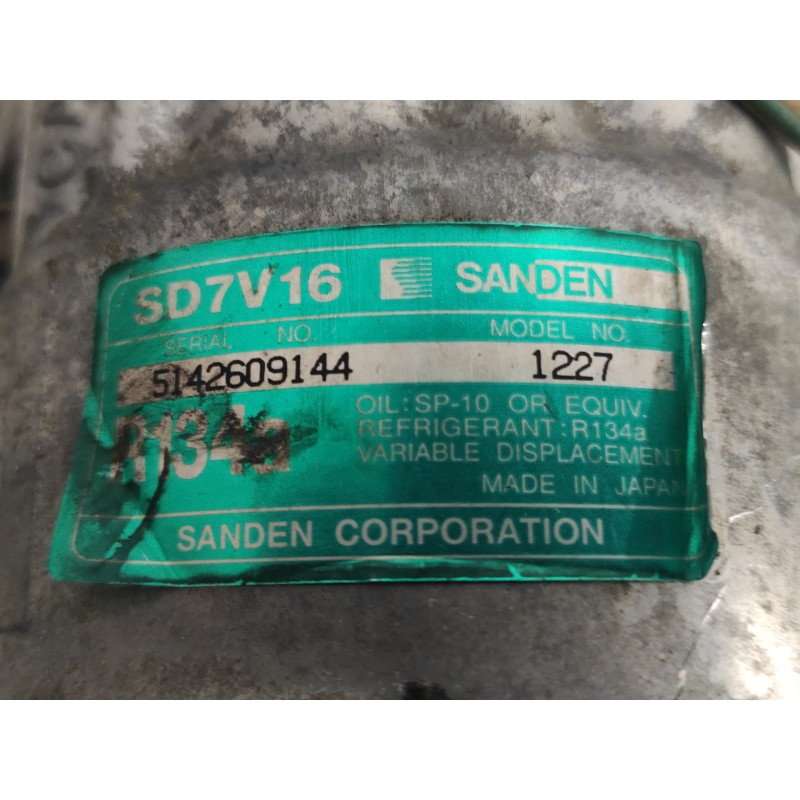 SD7V16 SANDEN
SERIAL NO. MODEL NO.
5142609144 1227
R134a
OIL: SP-10 OR EQUIV.
REFRIGERANT: R134a
VARIABLE DISPLACEMENT
MADE IN JAPAN
SANDEN CORPORATION